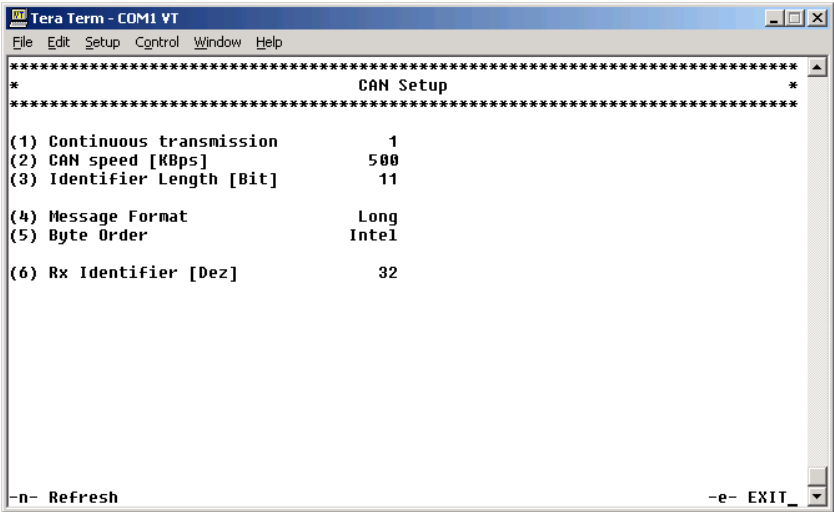 Tera Term - COM1 VT
File Edit Setup Control Window Help
*******************************************************************************
* CAN Setup *
*******************************************************************************
(1) Continuous transmission 1
(2) CAN speed [KBps] 500
(3) Identifier Length [Bit] 11
(4) Message Format Long
(5) Byte Order Intel
(6) Rx Identifier [Dez] 32
-n- Refresh -e- EXIT_